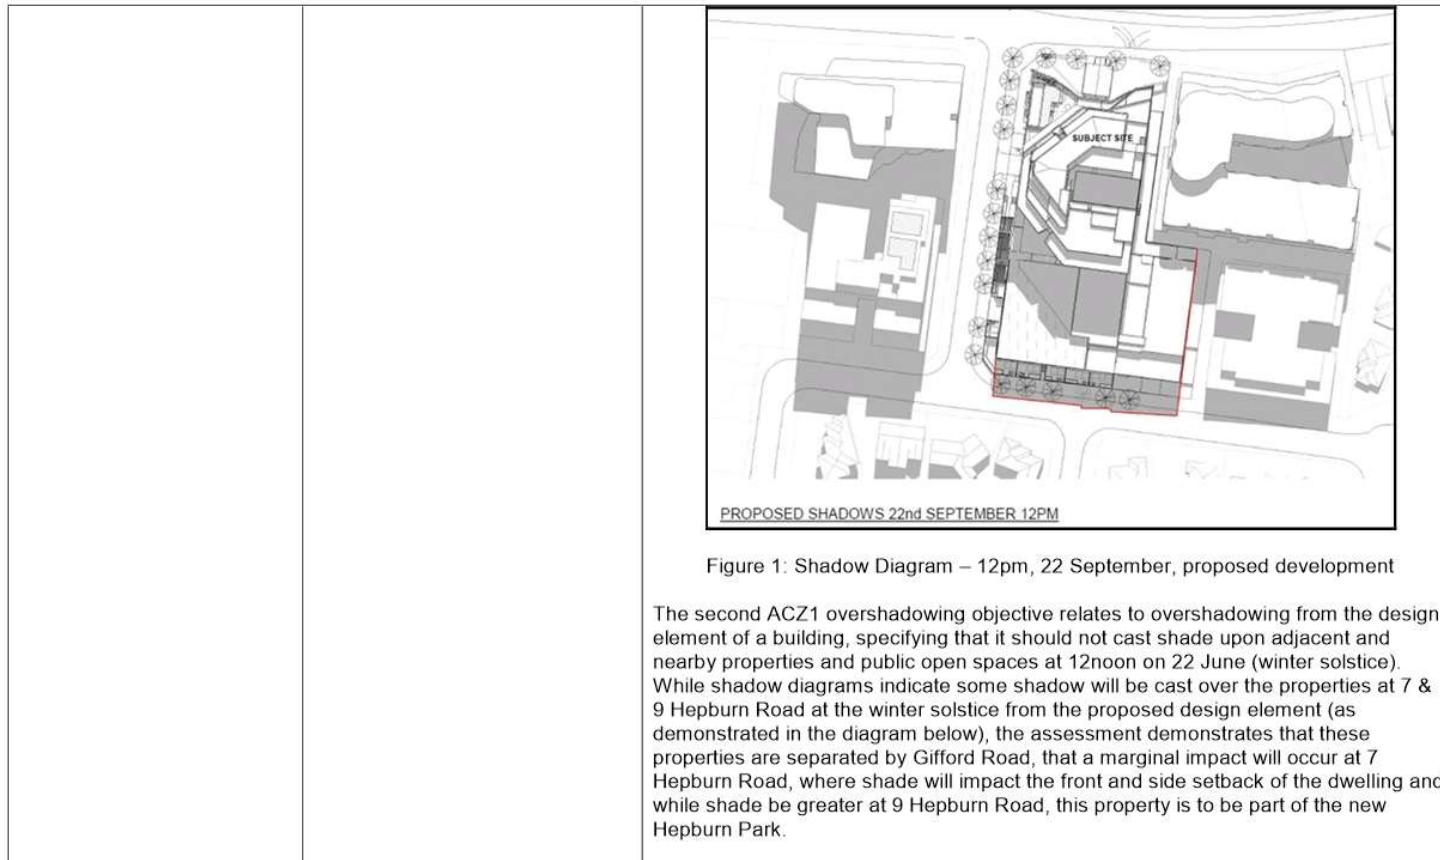 SUBJECT SITE
PROPOSED SHADOWS 22nd SEPTEMBER 12PM
Figure 1: Shadow Diagram – 12pm, 22 September, proposed development
The second ACZ1 overshadowing objective relates to overshadowing from the design
element of a building, specifying that it should not cast shade upon adjacent and
nearby properties and public open spaces at 12noon on 22 June (winter solstice).
While shadow diagrams indicate some shadow will be cast over the properties at 7 &
9 Hepburn Road at the winter solstice from the proposed design element (as
demonstrated in the diagram below), the assessment demonstrates that these
properties are separated by Gifford Road, that a marginal impact will occur at 7
Hepburn Road, where shade will impact the front and side setback of the dwelling and
while shade be greater at 9 Hepburn Road, this property is to be part of the new
Hepburn Park.